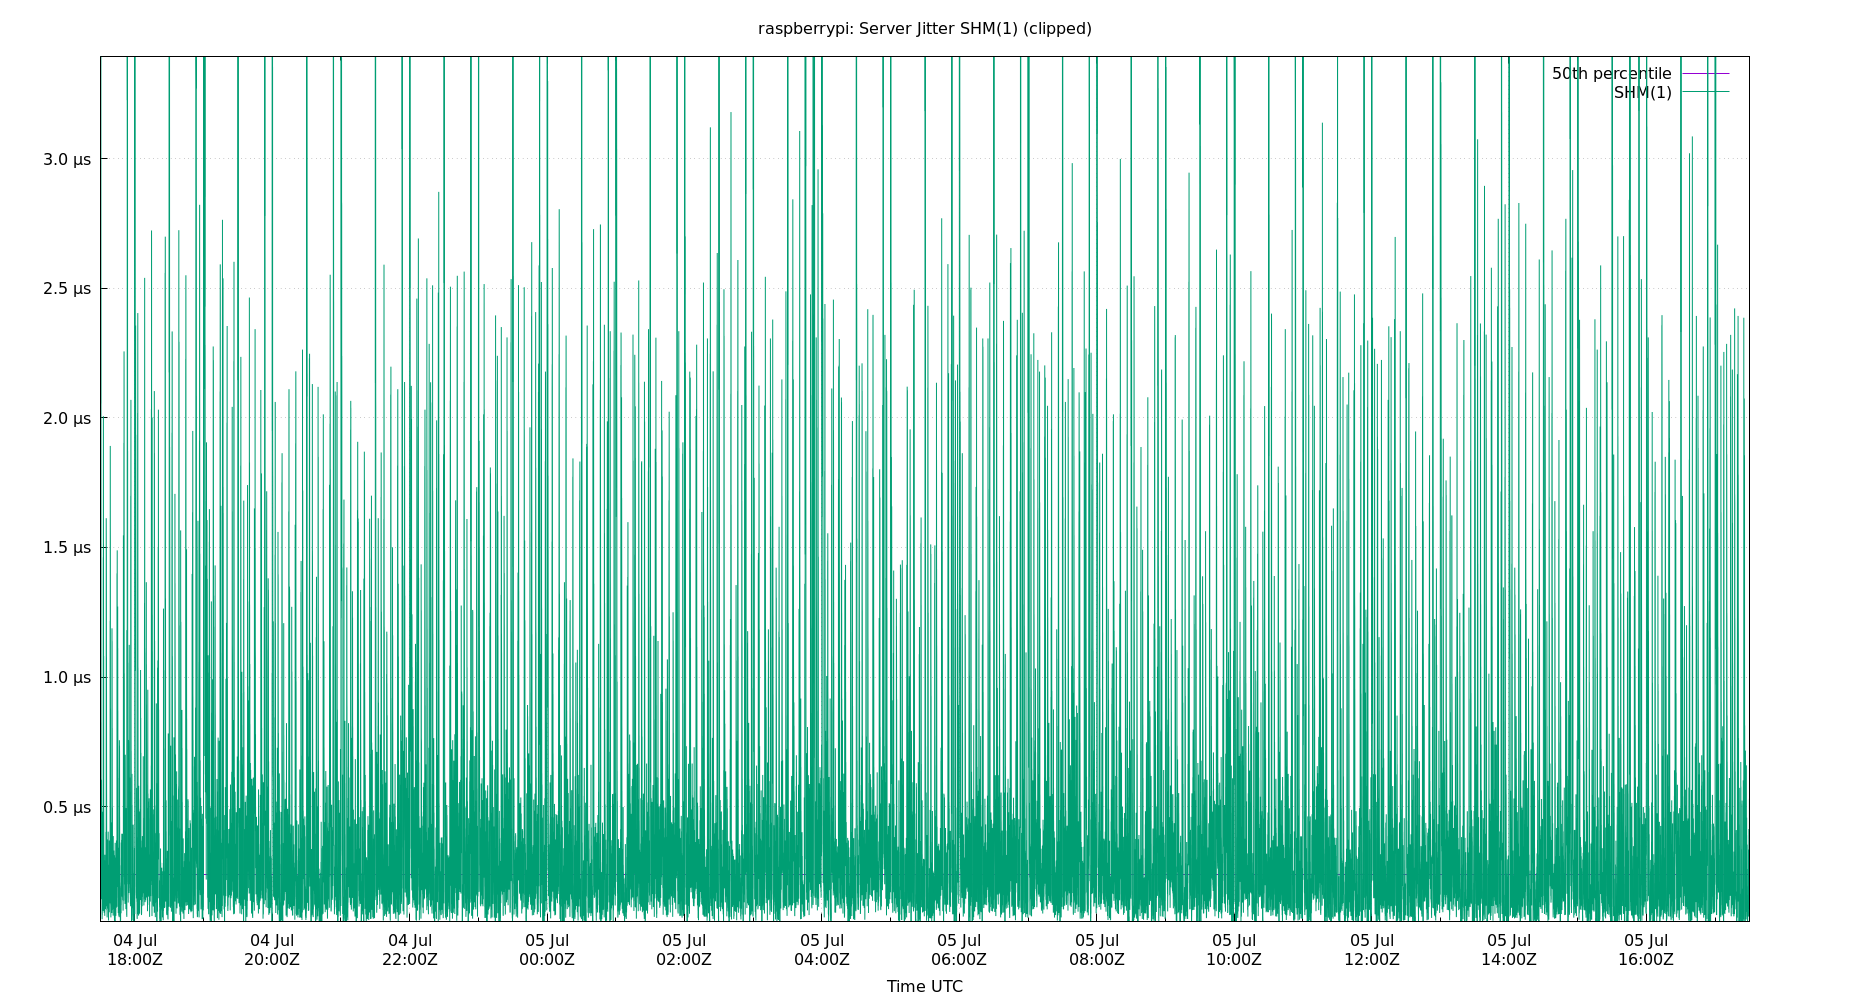 raspberrypi: Server Jitter SHM(1) (clipped)
50th percentile
SHM(1)
3.0 µs
2.5 µs
2.0 µs
1.5 µs
1.0 µs
0.5 µs
04 Jul 04 Jul 04 Jul 05 Jul 05 Jul 05 Jul 05 Jul 05 Jul 05 Jul 05 Jul 05 Jul 05 Jul
18:00Z 20:00Z 22:00Z 00:00Z 02:00Z 04:00Z 06:00Z 08:00Z 10:00Z 12:00Z 14:00Z 16:00Z
Time UTC